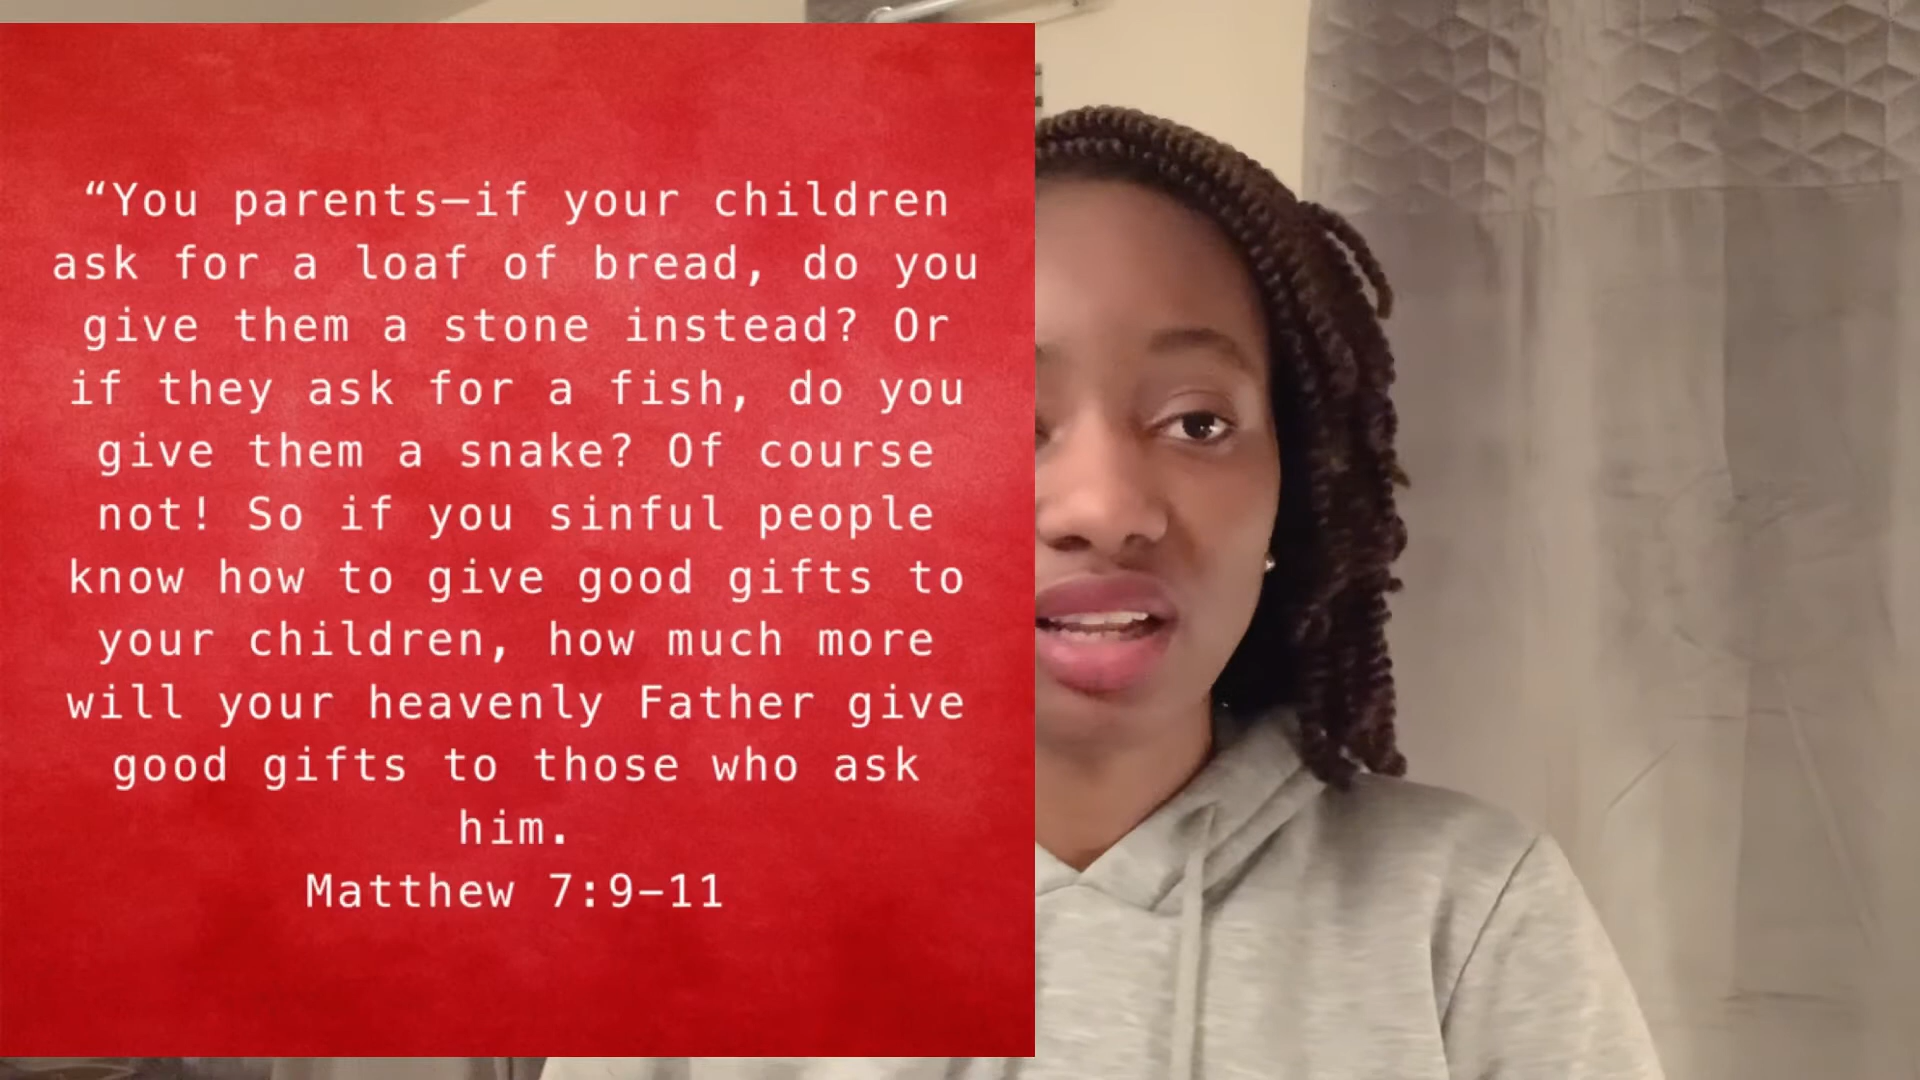 “You parents—if your children
ask for a loaf of bread, do you
give them a stone instead? Or
if they ask for a fish, do you
give them a snake? Of course
not! So if you sinful people
know how to give good gifts to
your children, how much more
will your heavenly Father give
good gifts to those who ask
him.
Matthew 7:9–11